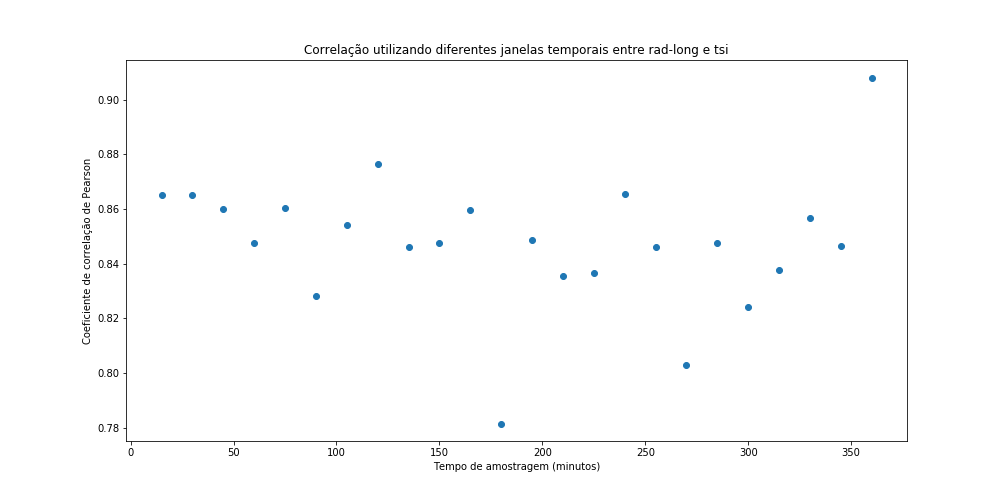 Correlação utilizando diferentes janelas temporais entre rad-long e tsi
Coeficiente de correlação de Pearson
0.90
0.88
0.86
0.84
0.82
0.80
0.78
0 50 100 150 200 250 300 350
Tempo de amostragem (minutos)